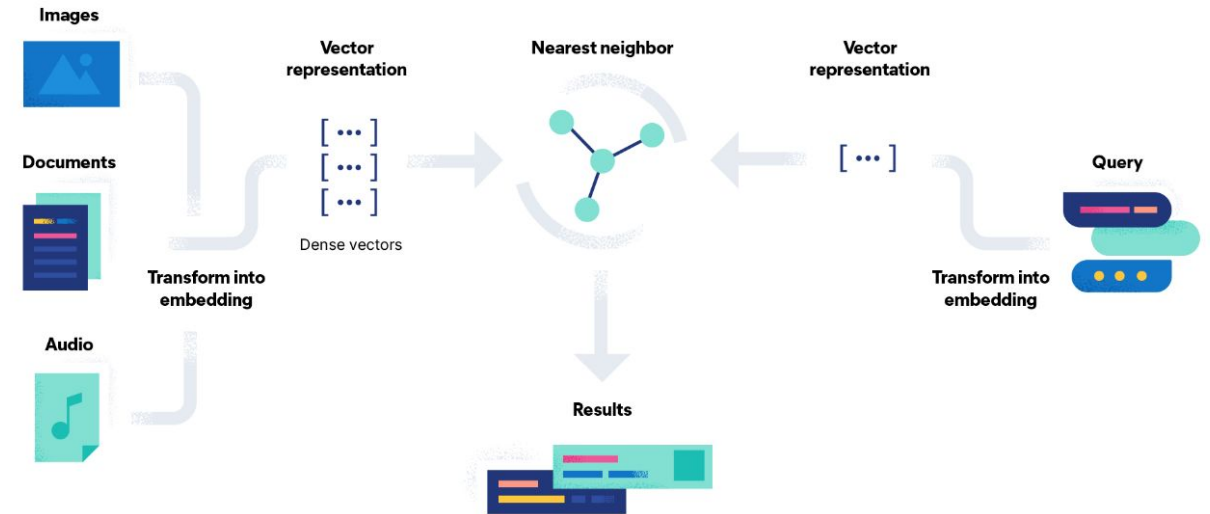 Images
Documents
Audio
Transform into
embedding
Vector
representation
[ ••• ]
[ ••• ]
[ ••• ]
Dense vectors
Nearest neighbor
Results
Vector
representation
[ ••• ]
Transform into
embedding
Query